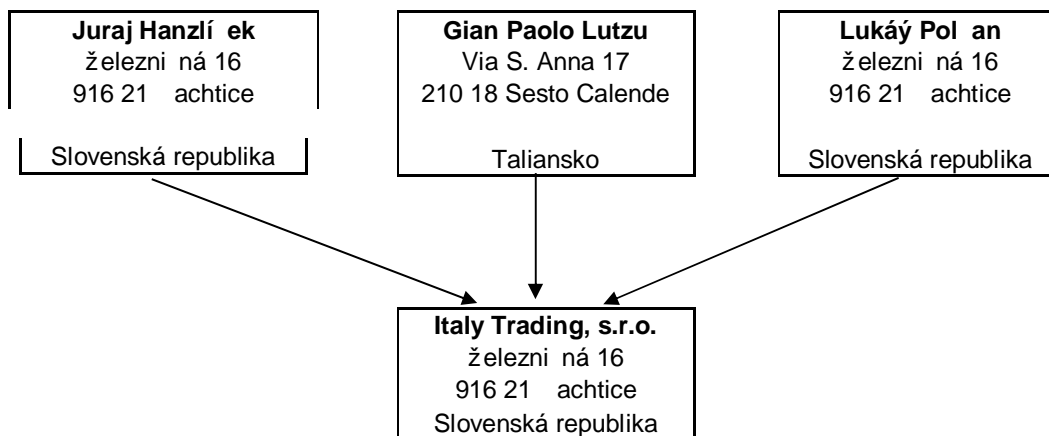 Juraj Hanzlí ek
železni ná 16
916 21 achtice
Slovenská republika
Gian Paolo Lutzu
Via S. Anna 17
210 18 Sesto Calende
Taliansko
Lukáý Pol an
železni ná 16
916 21 achtice
Slovenská republika
Italy Trading, s.r.o.
železni ná 16
916 21 achtice
Slovenská republika